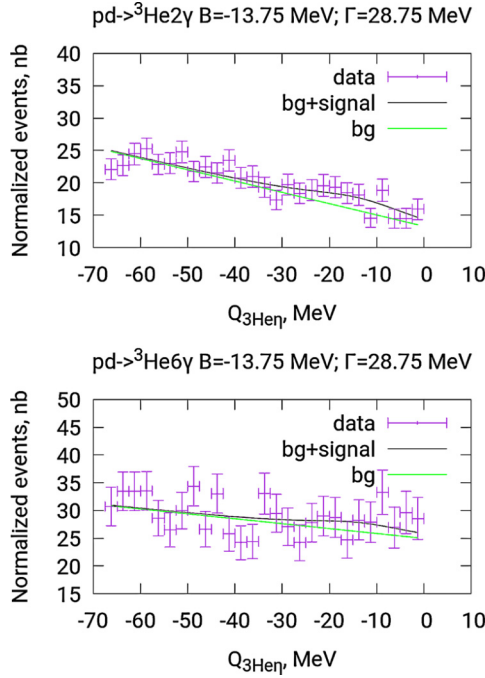 pd->³He2γ B=-13.75 MeV; Γ=28.75 MeV
Normalized events, nb
40
35
30
25
20
15
10
data
bg+signal
bg
-70 -60 -50 -40 -30 -20 -10 0
Q₃Heη, MeV
pd->³He6γ B=-13.75 MeV; Γ=28.75 MeV
Normalized events, nb
50
45
40
35
30
25
20
15
data
bg+signal
bg
-70 -60 -50 -40 -30 -20 -10 0
Q₃Heη, MeV